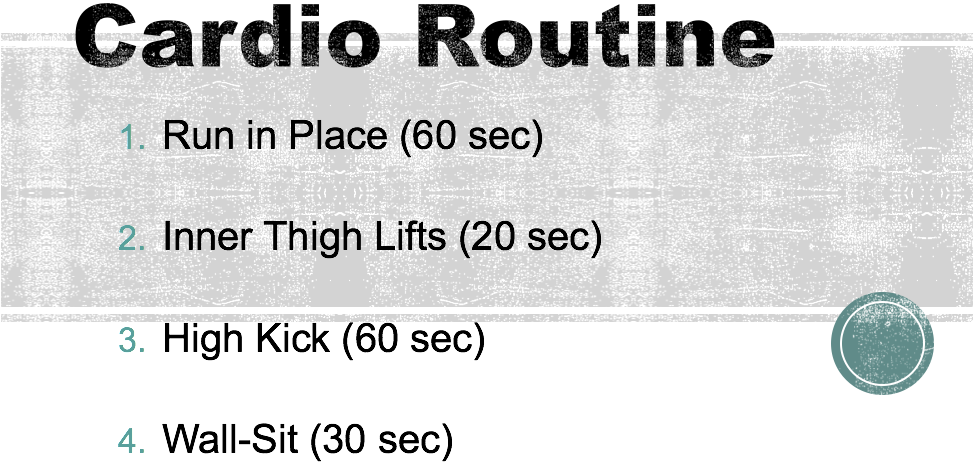 Cardio Routine
1. Run in Place (60 sec)
2. Inner Thigh Lifts (20 sec)
3. High Kick (60 sec)
4. Wall-Sit (30 sec)